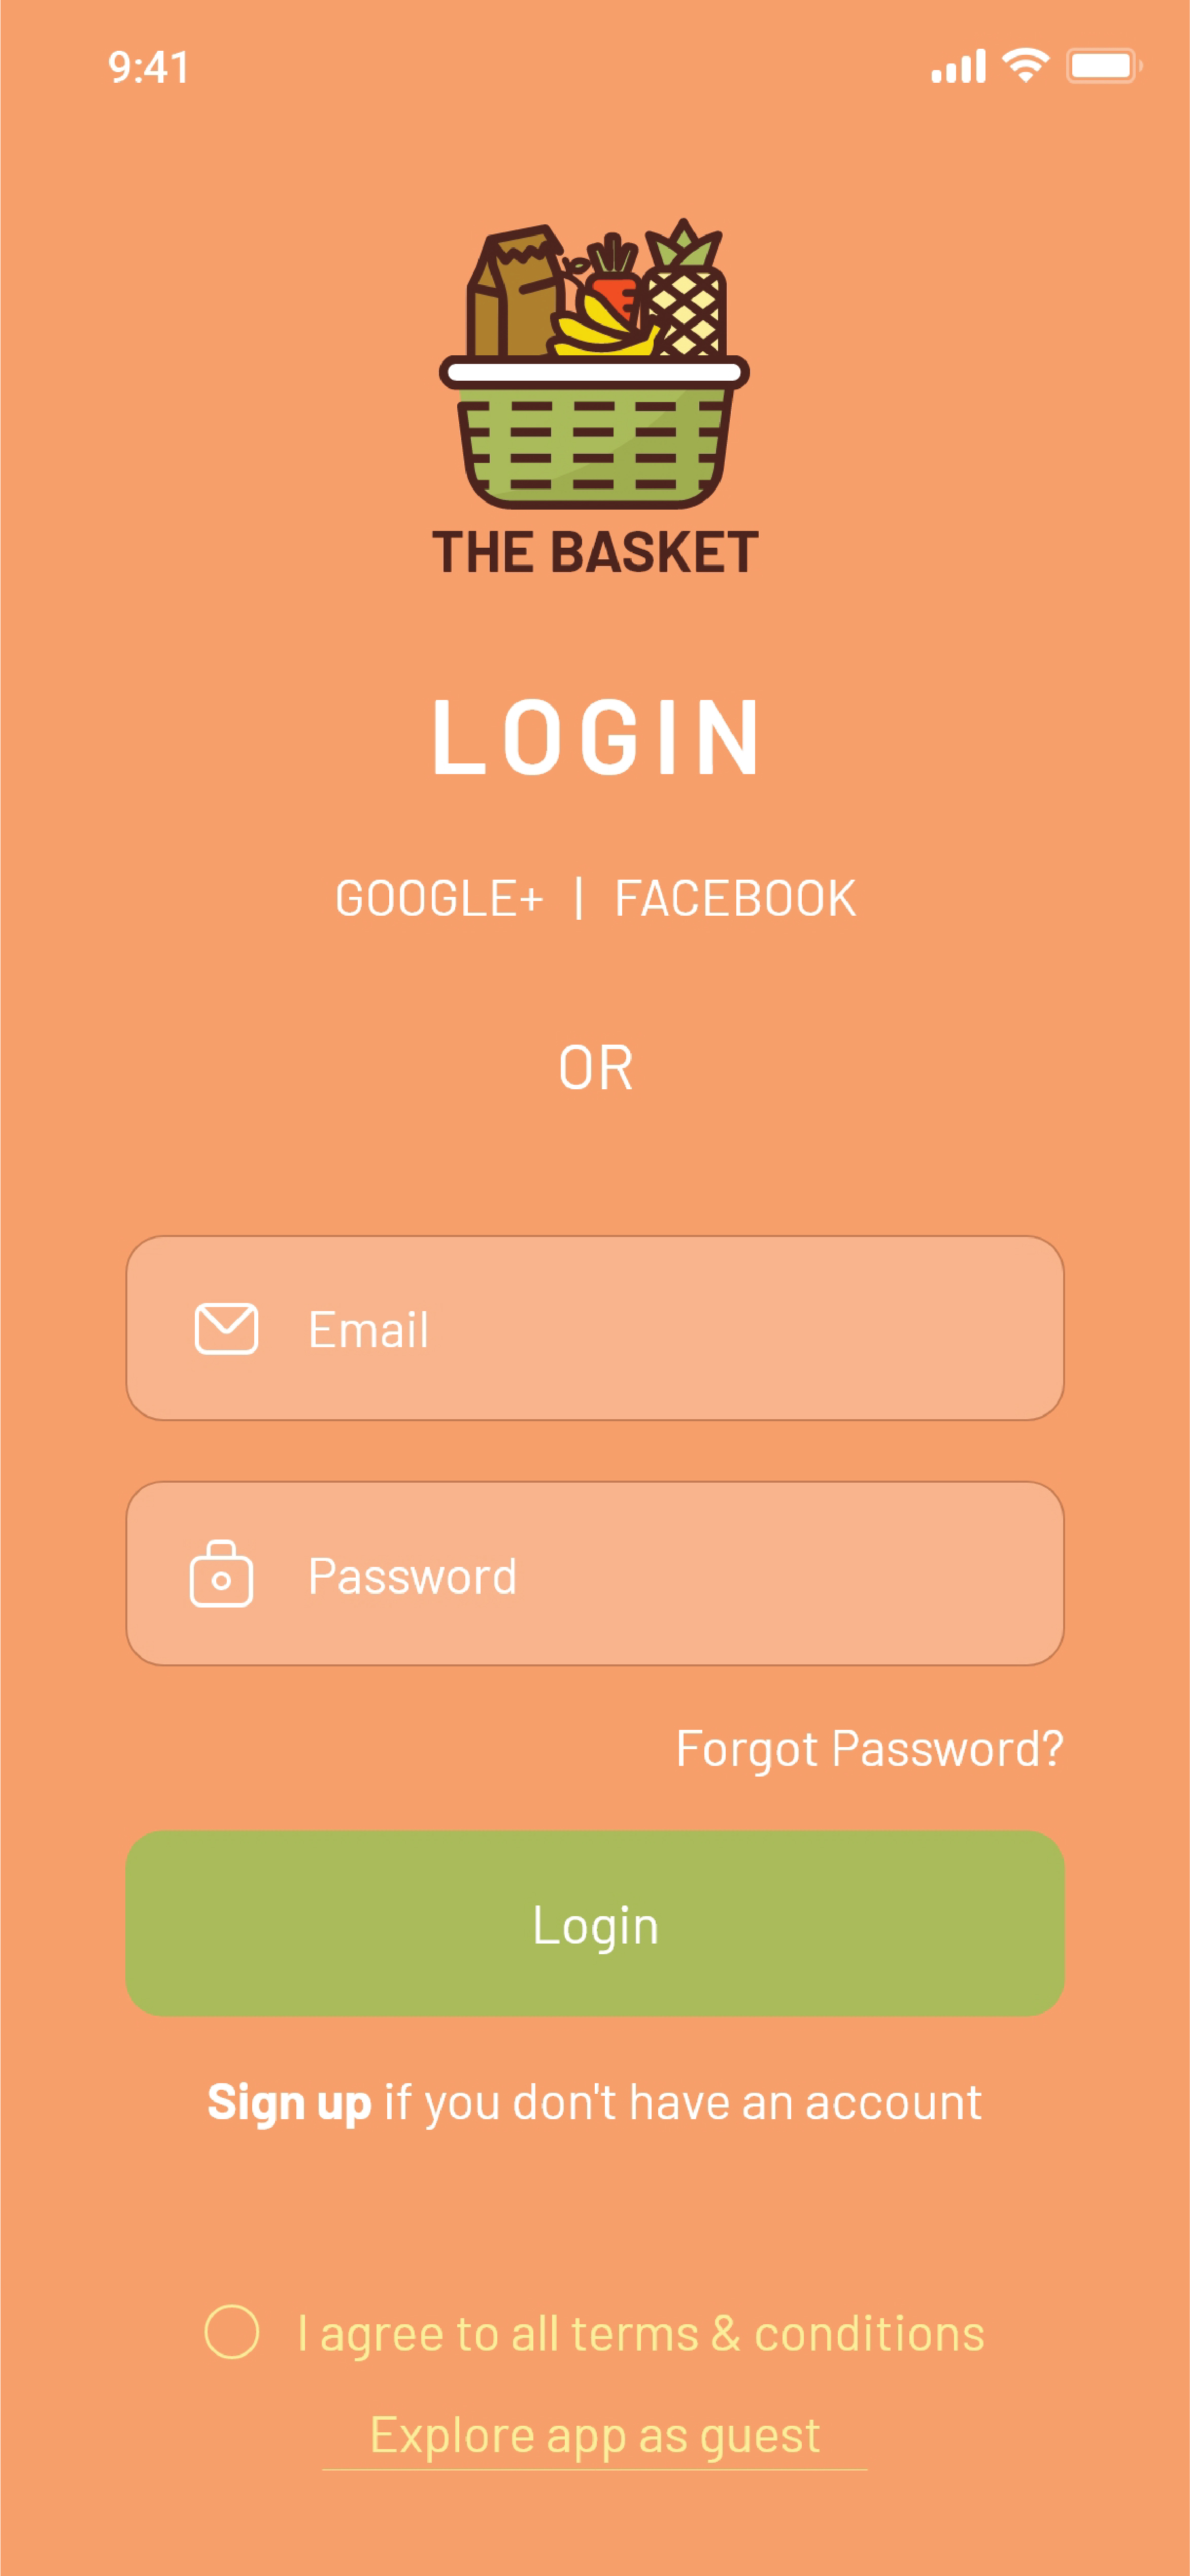 9:41
THE BASKET
LOGIN
GOOGLE+ | FACEBOOK
OR
Email
Password
Forgot Password?
Login
Sign up if you don't have an account
I agree to all terms & conditions
Explore app as guest